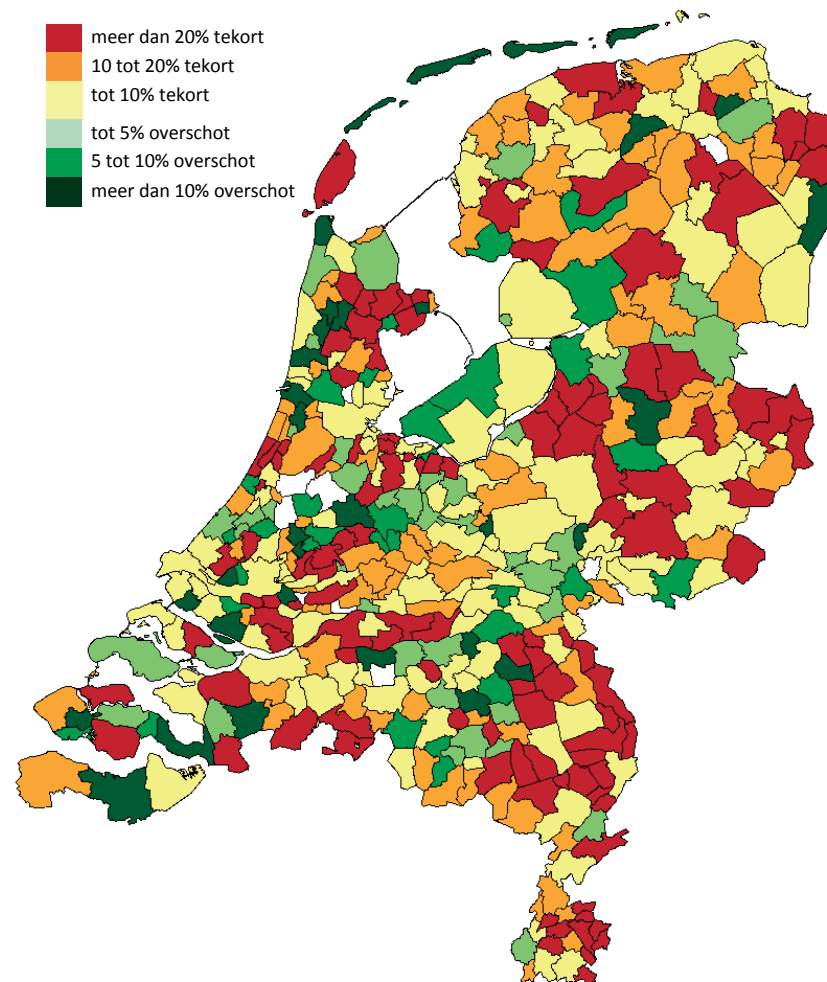 meer dan 20% tekort
10 tot 20% tekort
tot 10% tekort
tot 5% overschot
5 tot 10% overschot
meer dan 10% overschot